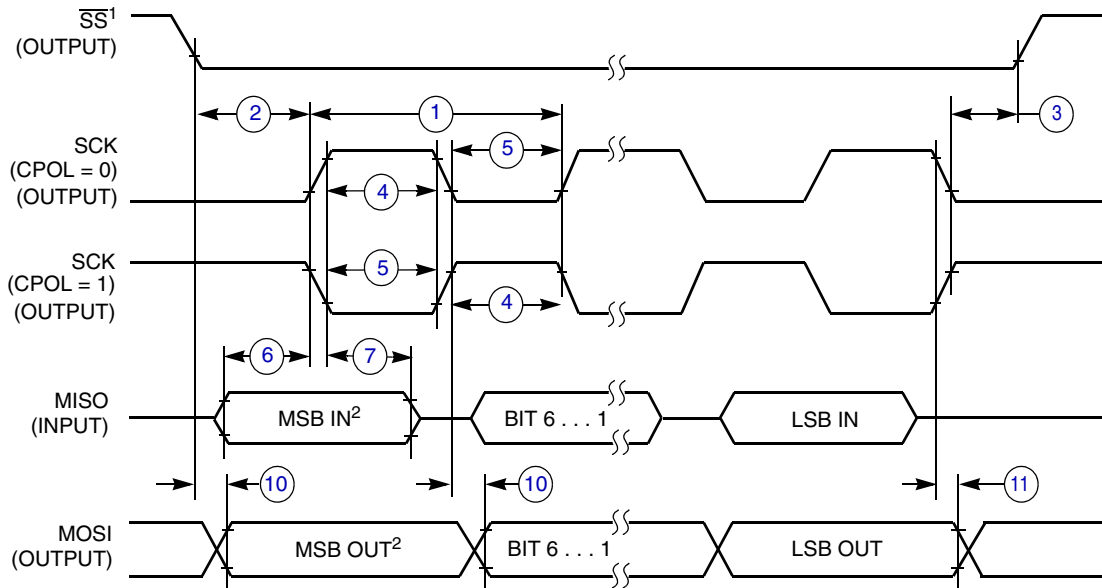 SS¹
(OUTPUT)
2
1
3
SCK
(CPOL = 0)
(OUTPUT)
5
4
SCK
(CPOL = 1)
(OUTPUT)
5
4
6
7
MISO
(INPUT)
MSB IN²
BIT 6 . . . 1
LSB IN
10
10
11
MOSI
(OUTPUT)
MSB OUT²
BIT 6 . . . 1
LSB OUT